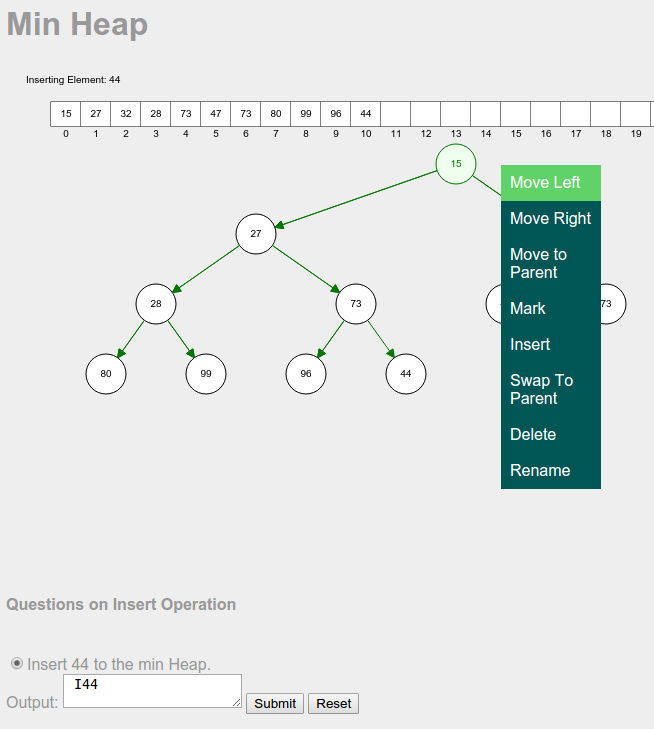 Min Heap
Inserting Element: 44
15 27 32 28 73 47 73 80 99 96 44
0 1 2 3 4 5 6 7 8 9 10 11 12 13 14 15 16 17 18 19
15
Move Left
Move Right
27
Move to
Parent
28 73 73
Mark
Insert
80 99 96 44
Swap To
Parent
Delete
Rename
Questions on Insert Operation
Insert 44 to the min Heap.
Output: I44 Submit Reset